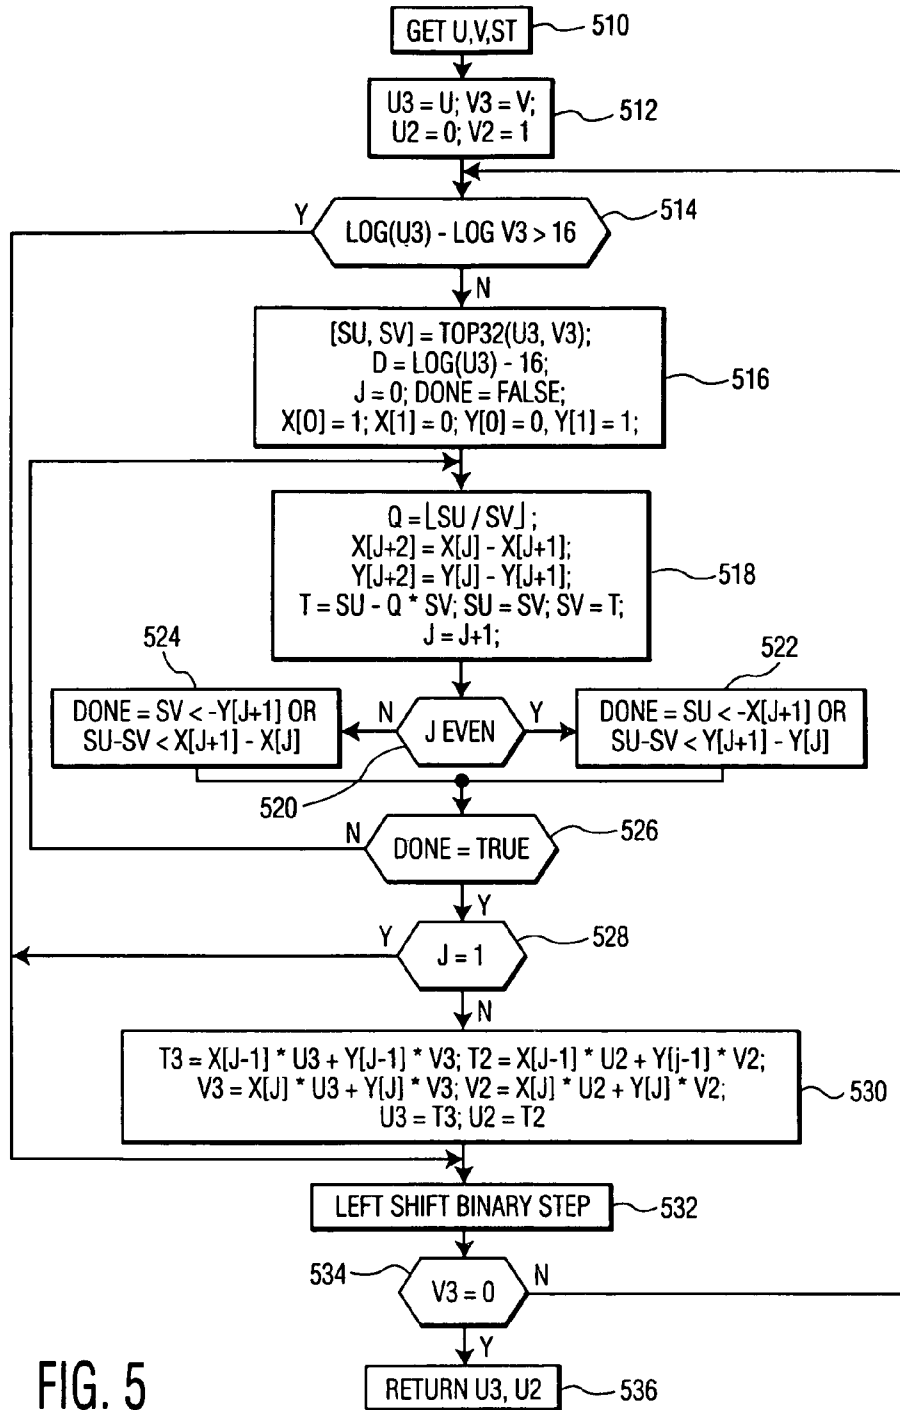 GET U,V,ST
510
U3 = U; V3 = V;
U2 = 0; V2 = 1
512
Y
LOG(U3) - LOG V3 > 16
514
N
[SU, SV] = TOP32(U3, V3);
D = LOG(U3) - 16;
J = 0; DONE = FALSE;
X[0] = 1; X[1] = 0; Y[0] = 0, Y[1] = 1;
516
Q = ⌊SU / SV⌋;
X[J+2] = X[J] - X[J+1];
Y[J+2] = Y[J] - Y[J+1];
T = SU - Q * SV; SU = SV; SV = T;
J = J+1;
518
524
522
DONE = SV < -Y[J+1] OR
SU-SV < X[J+1] - X[J]
N
J EVEN
Y
DONE = SU < -X[J+1] OR
SU-SV < Y[J+1] - Y[J]
520
N
DONE = TRUE
526
Y
Y
J = 1
528
N
T3 = X[J-1] * U3 + Y[J-1] * V3; T2 = X[J-1] * U2 + Y[j-1] * V2;
V3 = X[J] * U3 + Y[J] * V3; V2 = X[J] * U2 + Y[J] * V2;
U3 = T3; U2 = T2
530
LEFT SHIFT BINARY STEP
532
534
V3 = 0
N
Y
RETURN U3, U2
536
FIG. 5